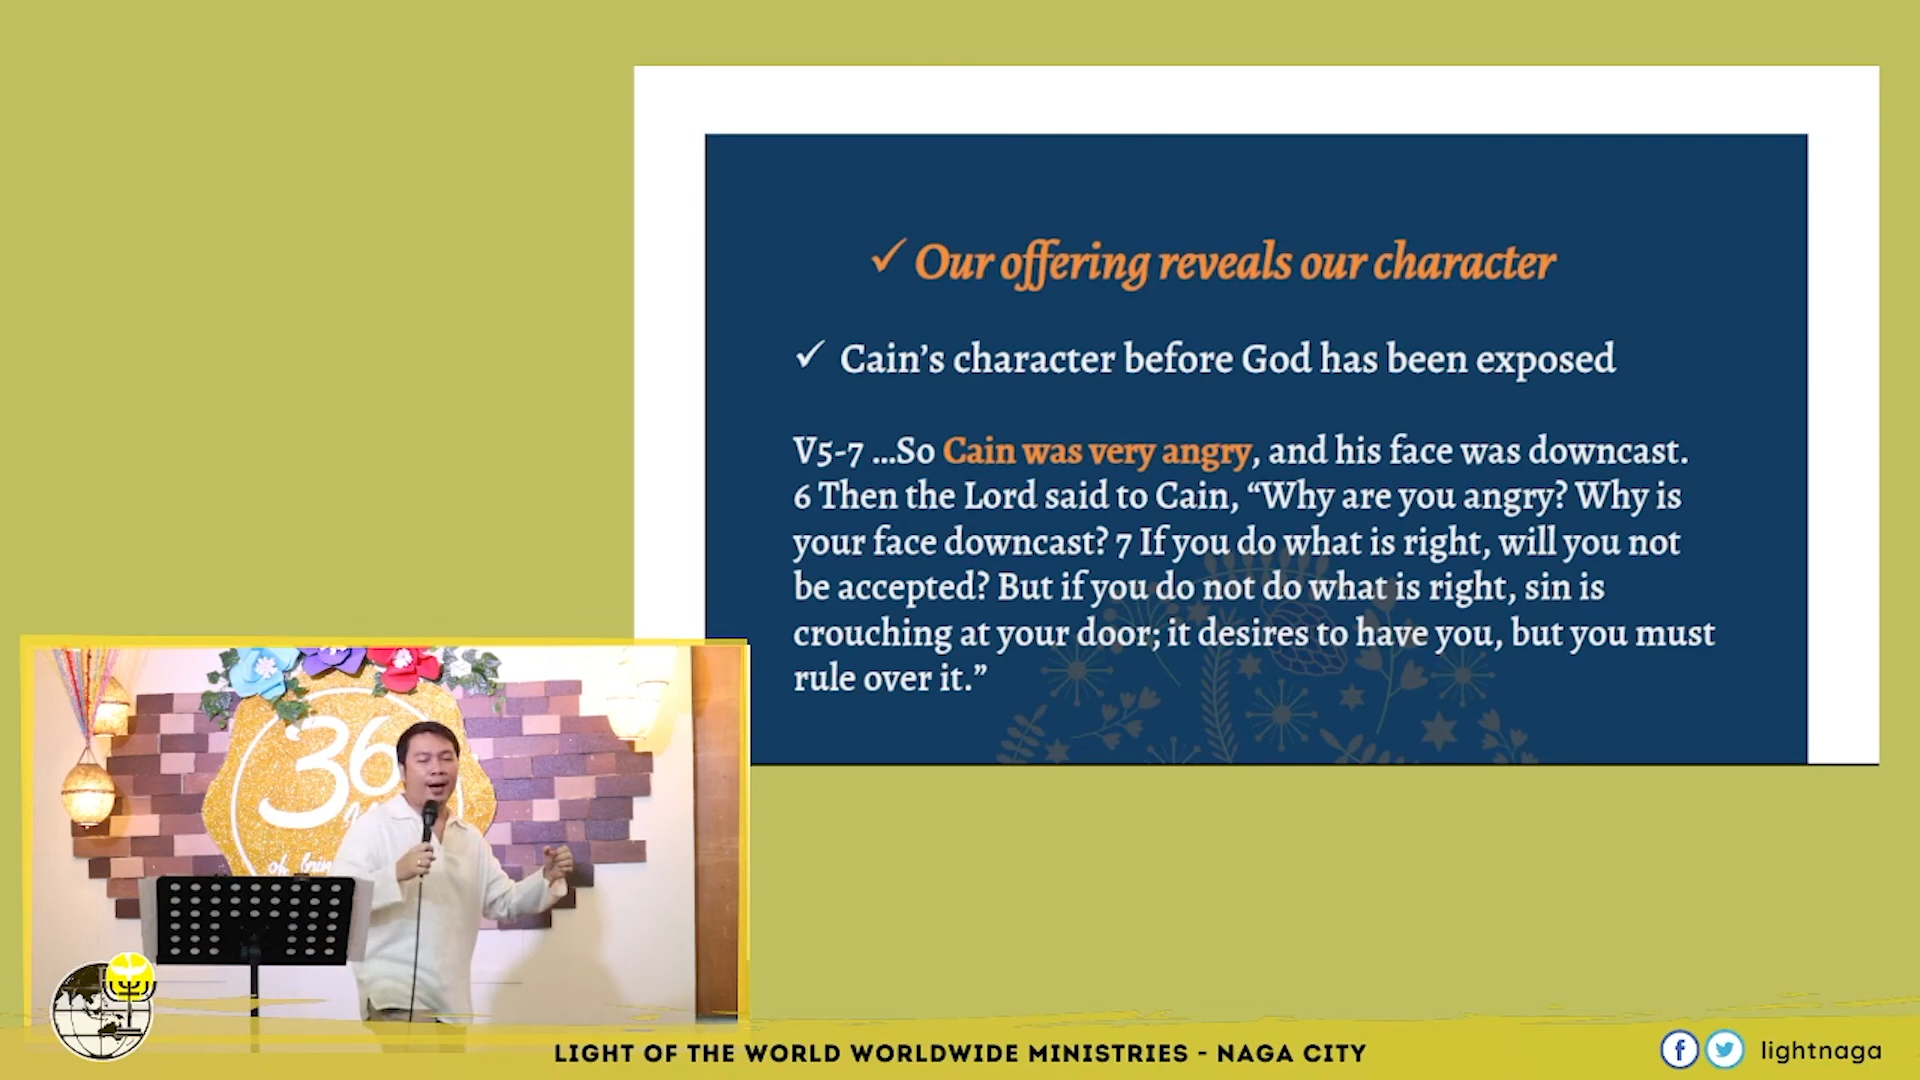 ✓ Our offering reveals our character
✓ Cain’s character before God has been exposed
V5-7 ...So Cain was very angry, and his face was downcast.
6 Then the Lord said to Cain, “Why are you angry? Why is
your face downcast? 7 If you do what is right, will you not
be accepted? But if you do not do what is right, sin is
crouching at your door; it desires to have you, but you must
rule over it.”
36
of
LIGHT OF THE WORLD WORLDWIDE MINISTRIES - NAGA CITY
lightnaga